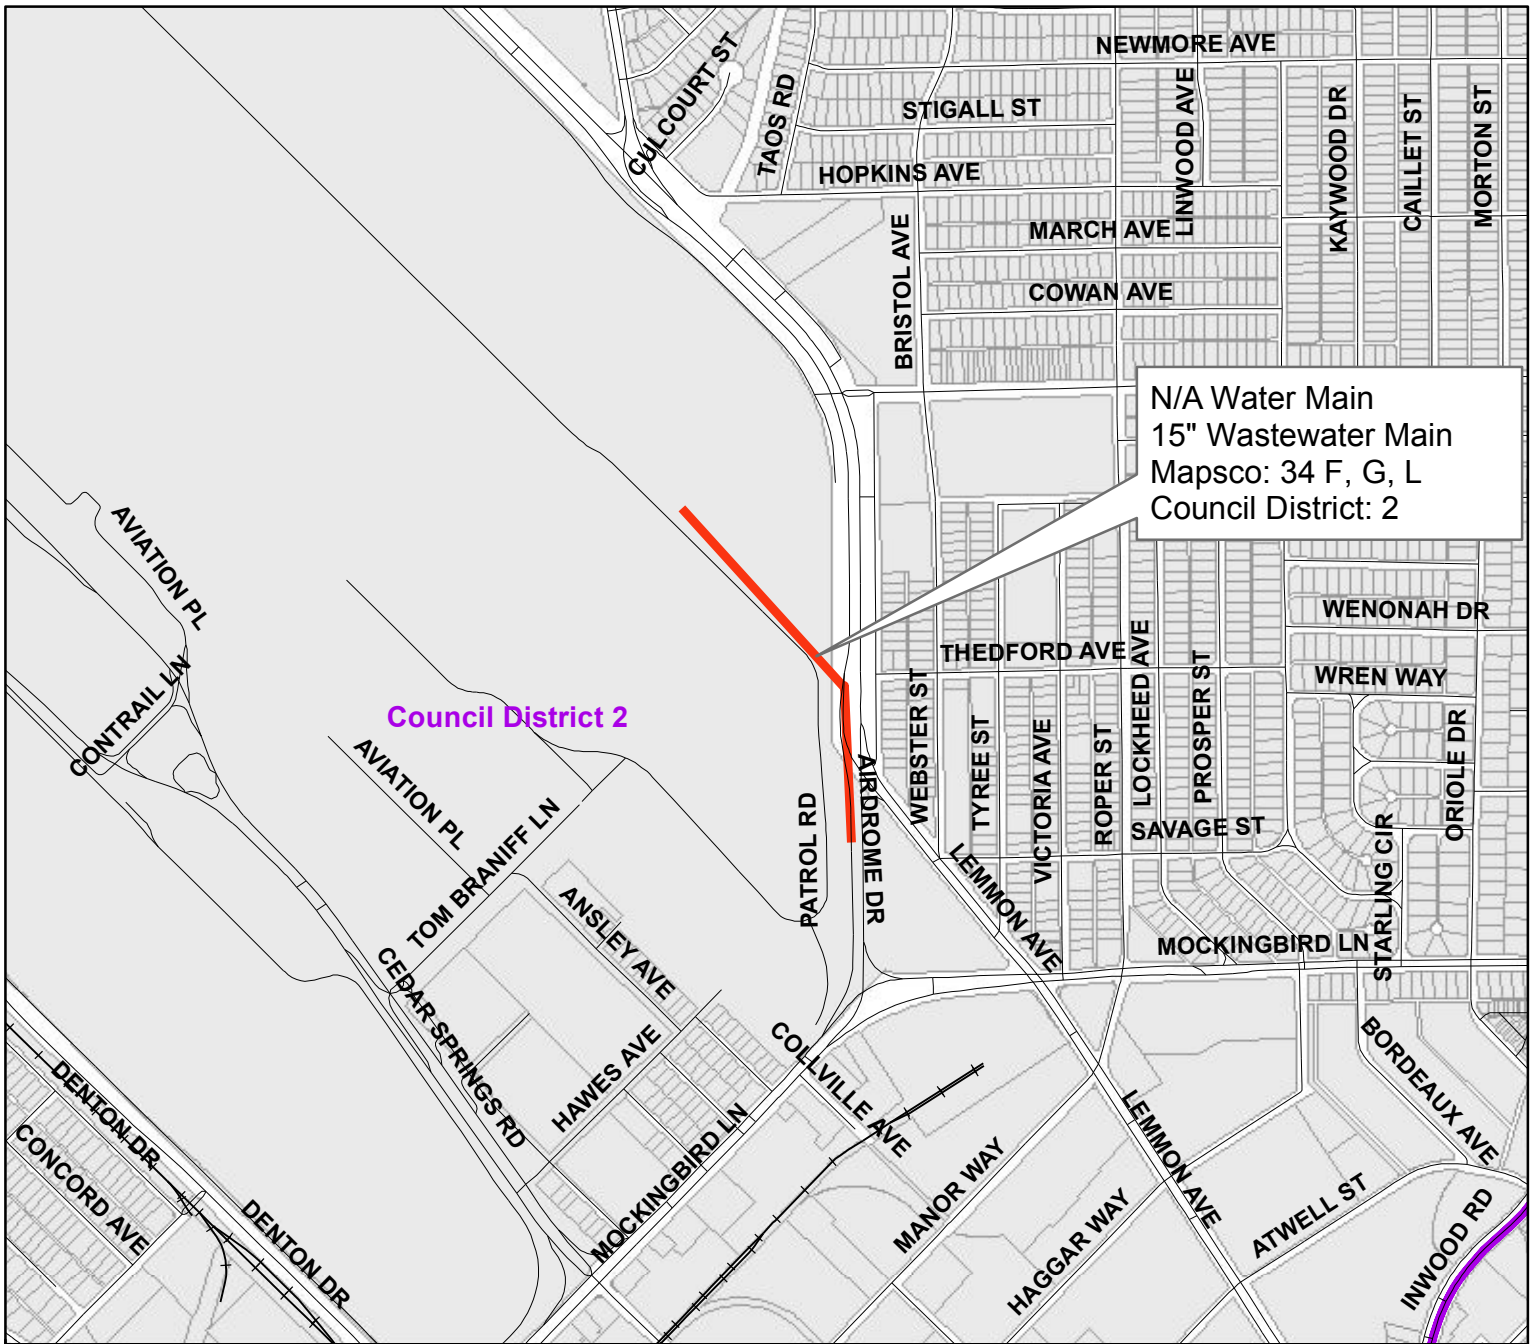 NEWMORE AVE
CULCOURT ST
TAOS RD
STIGALL ST
LINWOOD AVE
KAYWOOD DR
CAILLET ST
MORTON ST
HOPKINS AVE
MARCH AVE
BRISTOL AVE
COWAN AVE
N/A Water Main
15" Wastewater Main
Mapsco: 34 F, G, L
Council District: 2
AVIATION PL
WENONAH DR
THEDFORD AVE
LOCKHEED AVE
PROSPER ST
WREN WAY
CONTRAIL LN
Council District 2
WEBSTER ST
TYREE ST
VICTORIA AVE
ROPER ST
ORIOLE DR
AVIATION PL
AIRDROME DR
PATROL RD
TOM BRANIFF LN
SAVAGE ST
STARLING CIR
LEMMON AVE
ANSLEY AVE
MOCKINGBIRD LN
CEDAR SPRINGS RD
HAWES AVE
COLLVILLE AVE
BORDEAUX AVE
DENTON DR
CONCORD AVE
MOCKINGBIRD LN
LEMMON AVE
MANOR WAY
HAGGAR WAY
ATWELL ST
INWOOD RD
DENTON DR